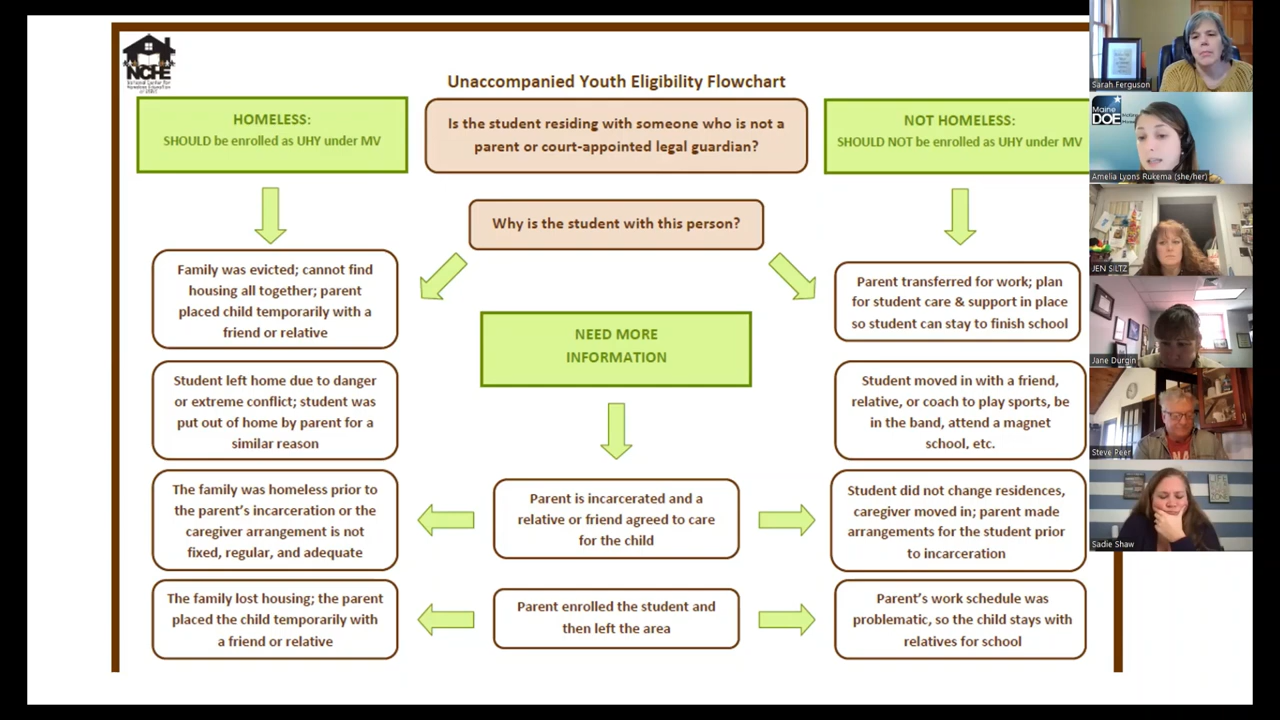 NCHE
National Center for
Homeless Education
Unaccompanied Youth Eligibility Flowchart
HOMELESS:
SHOULD be enrolled as UHY under MV
Is the student residing with someone who is not a
parent or court-appointed legal guardian?
NOT HOMELESS:
SHOULD NOT be enrolled as UHY under MV
Why is the student with this person?
Family was evicted; cannot find
housing all together; parent
placed child temporarily with a
friend or relative
NEED MORE
INFORMATION
Parent transferred for work; plan
for student care & support in place
so student can stay to finish school
Student left home due to danger
or extreme conflict; student was
put out of home by parent for a
similar reason
Student moved in with a friend,
relative, or coach to play sports, be
in the band, attend a magnet
school, etc.
The family was homeless prior to
the parent's incarceration or the
caregiver arrangement is not
fixed, regular, and adequate
Parent is incarcerated and a
relative or friend agreed to care
for the child
Student did not change residences,
caregiver moved in; parent made
arrangements for the student prior
to incarceration
The family lost housing; the parent
placed the child temporarily with
a friend or relative
Parent enrolled the student and
then left the area
Parent's work schedule was
problematic, so the child stays with
relatives for school
Sarah Ferguson
Maine
DOE
Amelia Lyons Rukema (she/her)
JEN SILTZ
Jane Durgin
Steve Peer
Sadie Shaw